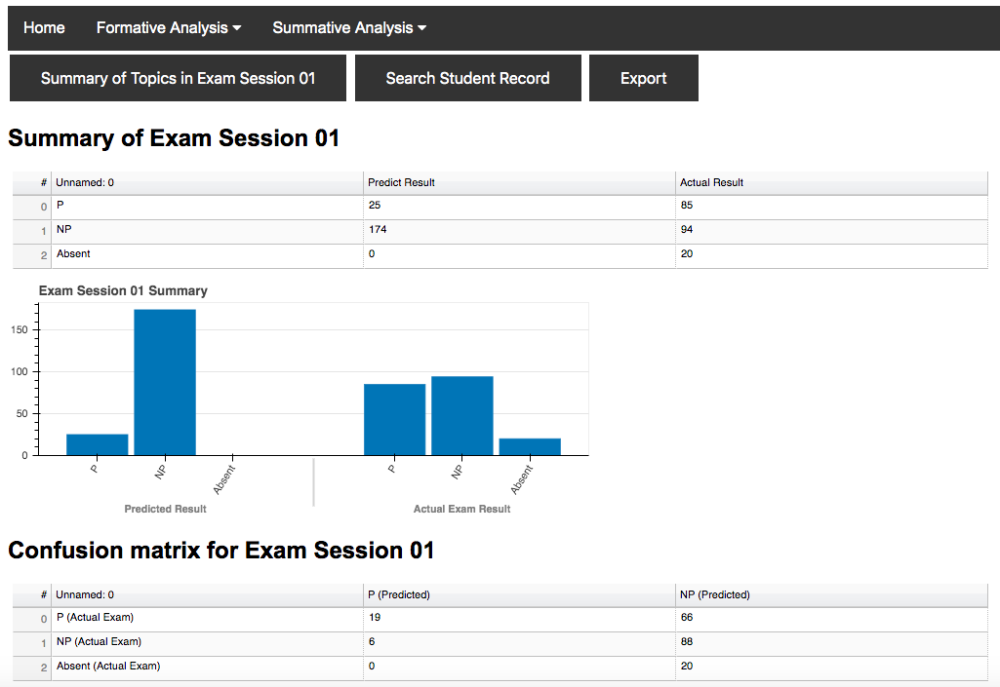 Home Formative Analysis Summative Analysis
Summary of Topics in Exam Session 01 Search Student Record Export
Summary of Exam Session 01
# Unnamed: 0 Predict Result Actual Result
0 P 25 85
1 NP 174 94
2 Absent 0 20
Exam Session 01 Summary
150
100
50
0
P NP Absent P NP Absent
Predicted Result Actual Exam Result
Confusion matrix for Exam Session 01
# Unnamed: 0 P (Predicted) NP (Predicted)
0 P (Actual Exam) 19 66
1 NP (Actual Exam) 6 88
2 Absent (Actual Exam) 0 20